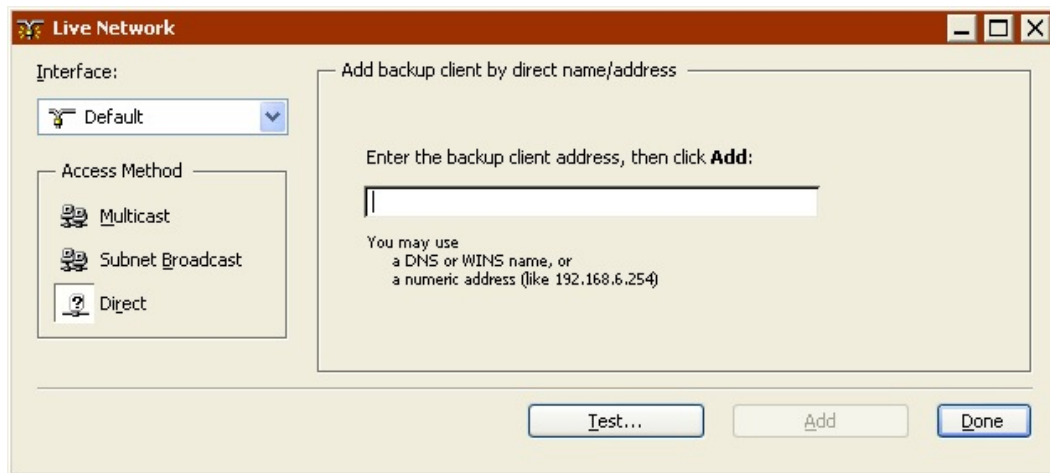 Live Network
Interface:
Default
Access Method
Multicast
Subnet Broadcast
Direct
Add backup client by direct name/address
Enter the backup client address, then click Add:
You may use
a DNS or WINS name, or
a numeric address (like 192.168.6.254)
Test...
Add
Done